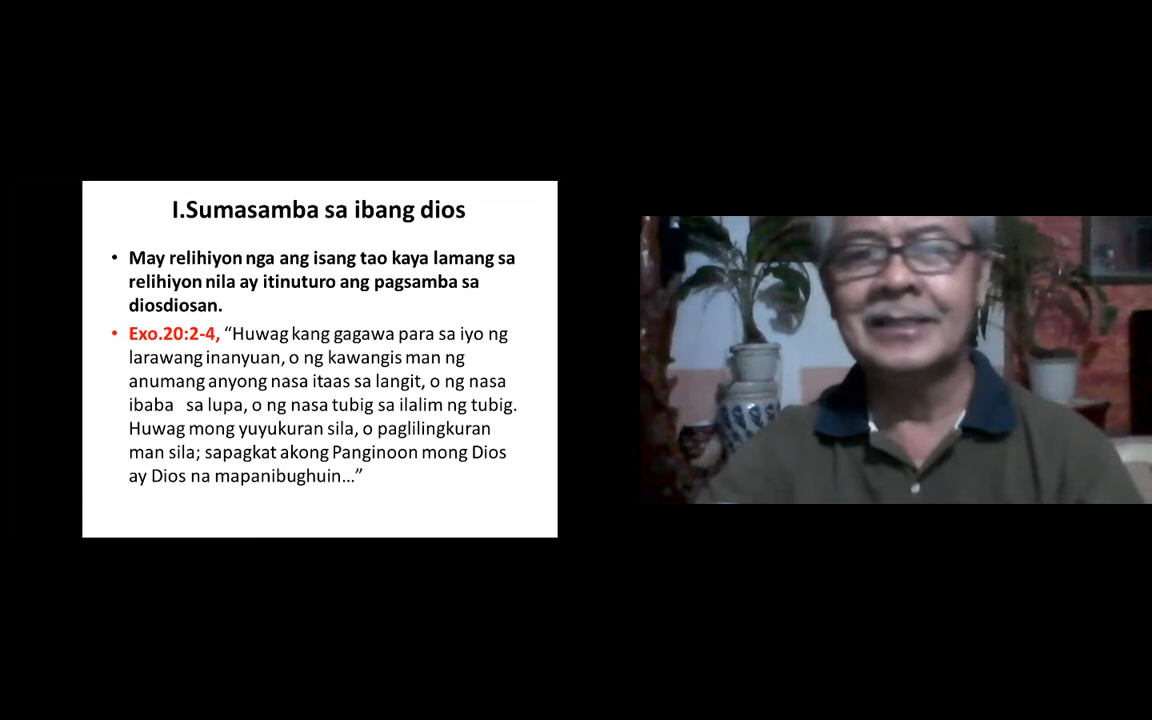 I.Sumasamba sa ibang dios
• May relihiyon nga ang isang tao kaya lamang sa
relihiyon nila ay itinuturo ang pagsamba sa
diosdiosan.
• Exo.20:2-4, “Huwag kang gagawa para sa iyo ng
larawang inanyuan, o ng kawangis man ng
anumang anyong nasa itaas sa langit, o ng nasa
ibaba sa lupa, o ng nasa tubig sa ilalim ng tubig.
Huwag mong yuyukuran sila, o paglilingkuran
man sila; sapagkat akong Panginoon mong Dios
ay Dios na mapanibughuin...”